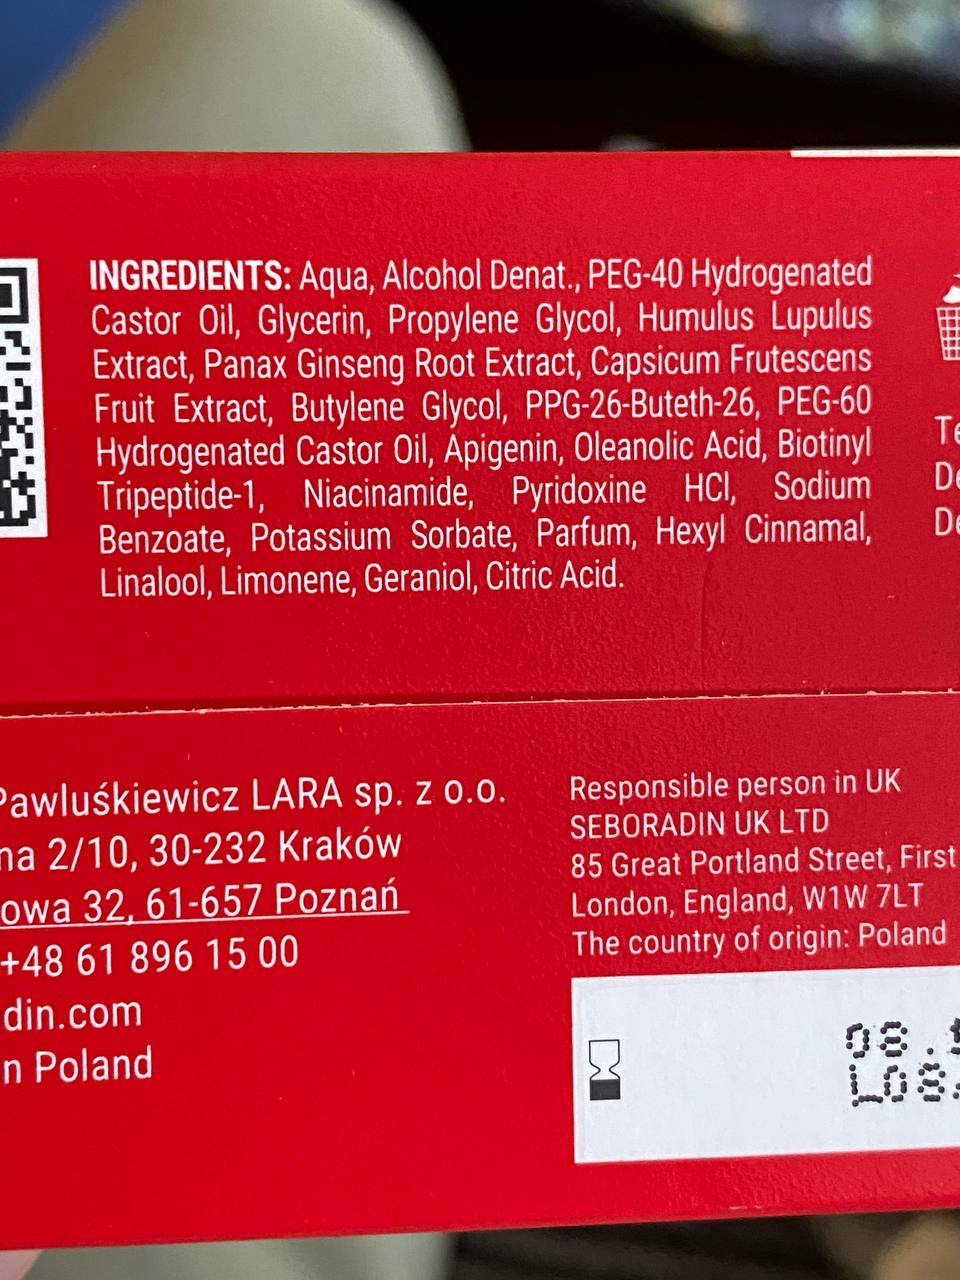 INGREDIENTS: Aqua, Alcohol Denat., PEG-40 Hydrogenated
Castor Oil, Glycerin, Propylene Glycol, Humulus Lupulus
Extract, Panax Ginseng Root Extract, Capsicum Frutescens
Fruit Extract, Butylene Glycol, PPG-26-Buteth-26, PEG-60
Hydrogenated Castor Oil, Apigenin, Oleanolic Acid, Biotinyl
Tripeptide-1, Niacinamide, Pyridoxine HCl, Sodium
Benzoate, Potassium Sorbate, Parfum, Hexyl Cinnamal,
Linalool, Limonene, Geraniol, Citric Acid.
Pawluśkiewicz LARA sp. z o.o.
na 2/10, 30-232 Kraków
owa 32, 61-657 Poznań
+48 61 896 15 00
din.com
n Poland
Responsible person in UK
SEBORADIN UK LTD
85 Great Portland Street, First
London, England, W1W 7LT
The country of origin: Poland
08.
L08.